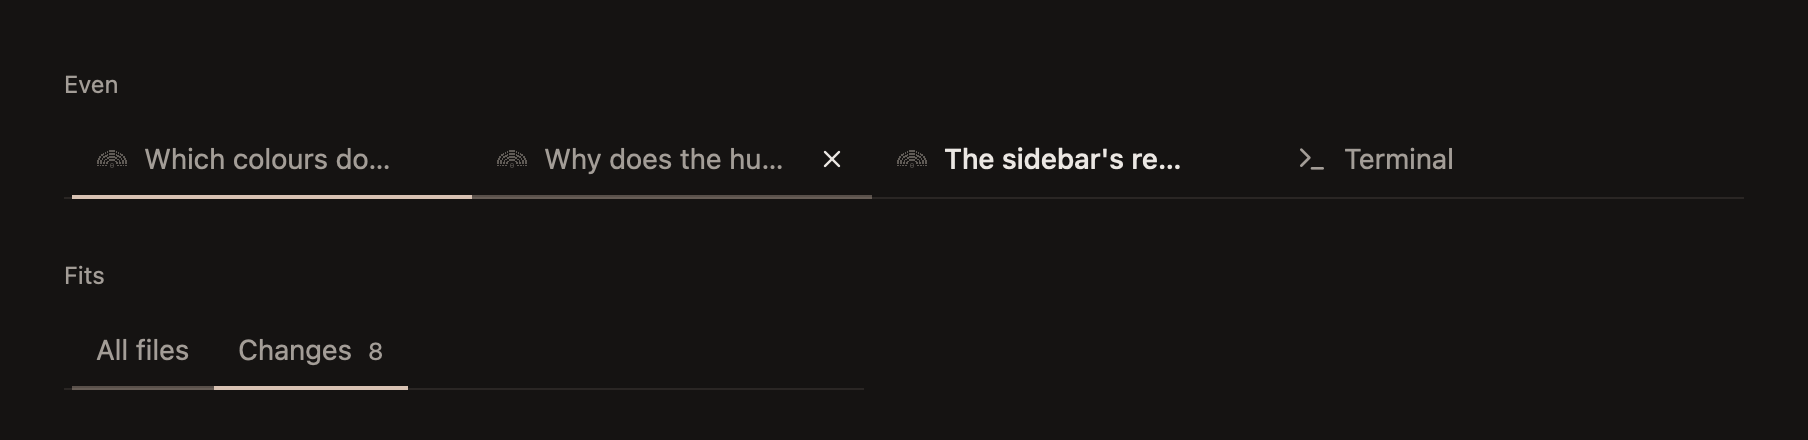 Even
Which colours do... Why does the hu... The sidebar's re... Terminal
Fits
All files Changes 8